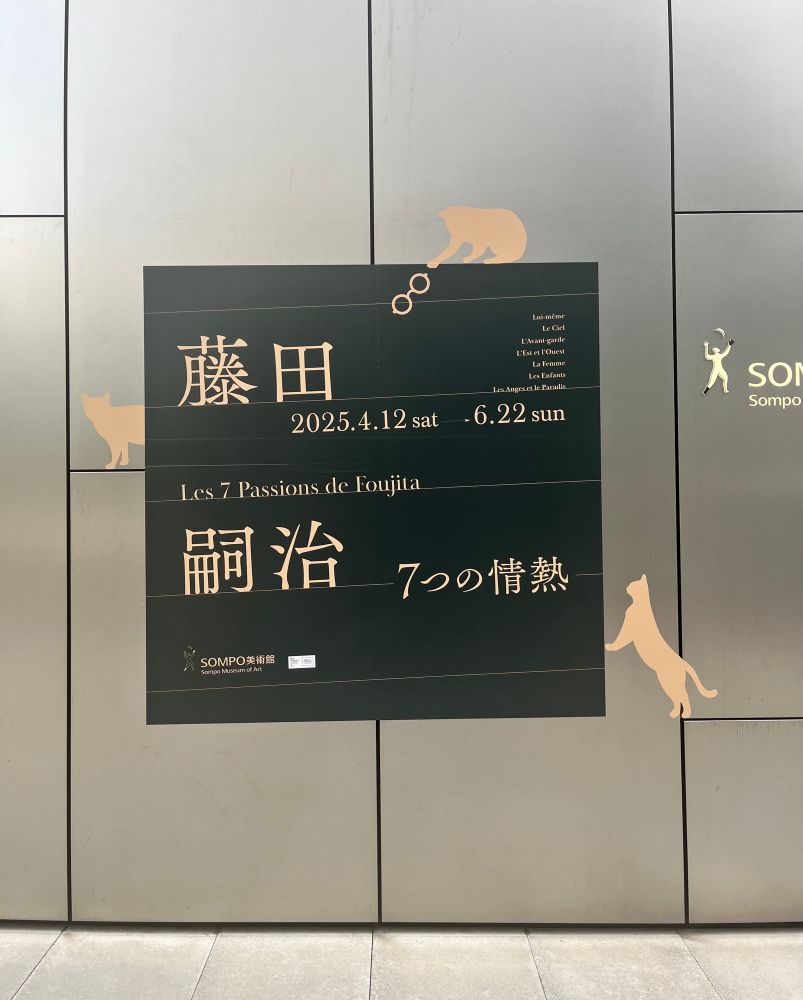 藤田
Lui-même
Le Ciel
L'Avant-garde
L'Est et l'Ouest
La Femme
Les Enfants
Les Anges et le Paradis
2025.4.12 sat → 6.22 sun
Les 7 Passions de Foujita
嗣治
7つの情熱
SOMPO美術館
Sompo Museum of Art
SOM
Sompo